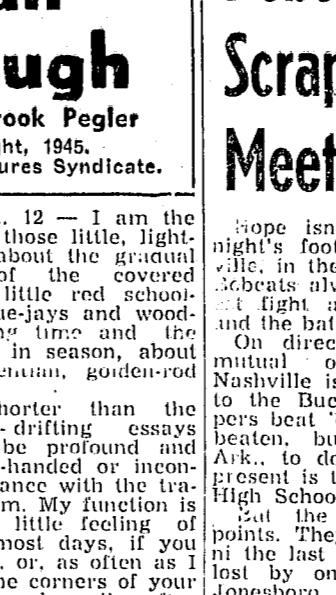 ugh
rook Pegler
ht, 1945.
ures Syndicate.
. 12 — I am the
those little, light-
about the gradual
of the covered
little red school-
ue-jays and wood-
ng time and the
in season, about
golden-rod
horter than the
- drifting essays
be profound and
-handed or incon-
ance with the tra-
m. My function is
little feeling of
most days, if you
, or, as often as I
he corners of your
Scrap
Meet
Hope isn
night's foot
ville, in the
Bobcats alw
fight a
and the bat
On direc
mutual o
Nashville is
to the Buc
pers beat
beaten, bu
Ark., to do
present is t
High Schoo
But the
points. The
ni the last
lost by on
Jonesboro